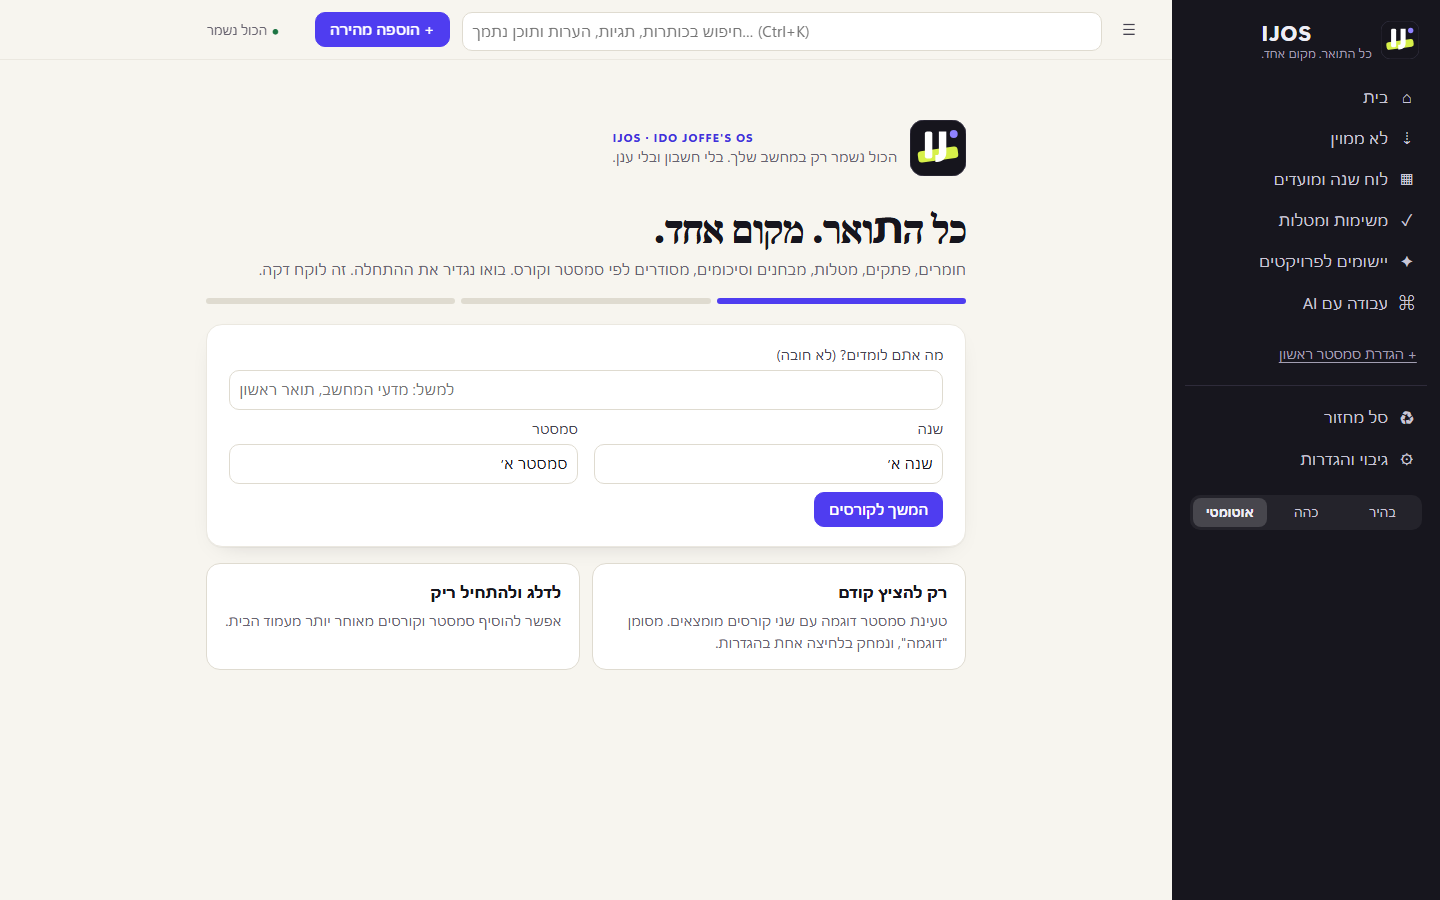 IJOS
כל התואר. מקום אחד.
בית
לא ממוין
לוח שנה ומועדים
משימות ומטלות
יישומים לפרויקטים
עבודה עם AI
+ הגדרת סמסטר ראשון
סל מחזור
גיבוי והגדרות
בהיר
כהה
אוטומטי
חיפוש בכותרות, תגיות, הערות ותוכן נתמך... (Ctrl+K)
+ הוספה מהירה
הכול נשמר
IJOS · IDO JOFFE'S OS
הכול נשמר רק במחשב שלך. בלי חשבון ובלי ענן.
כל התואר. מקום אחד.
חומרים, פתקים, מטלות, מבחנים וסיכומים, מסודרים לפי סמסטר וקורס. בואו נגדיר את ההתחלה. זה לוקח דקה.
מה אתם לומדים? (לא חובה)
למשל: מדעי המחשב, תואר ראשון
שנה
סמסטר
שנה א׳
סמסטר א׳
המשך לקורסים
רק להציץ קודם
טעינת סמסטר דוגמה עם שני קורסים מומצאים. מסומן
"דוגמה", ונמחק בלחיצה אחת בהגדרות.
לדלג ולהתחיל ריק
אפשר להוסיף סמסטר וקורסים מאוחר יותר מעמוד הבית.